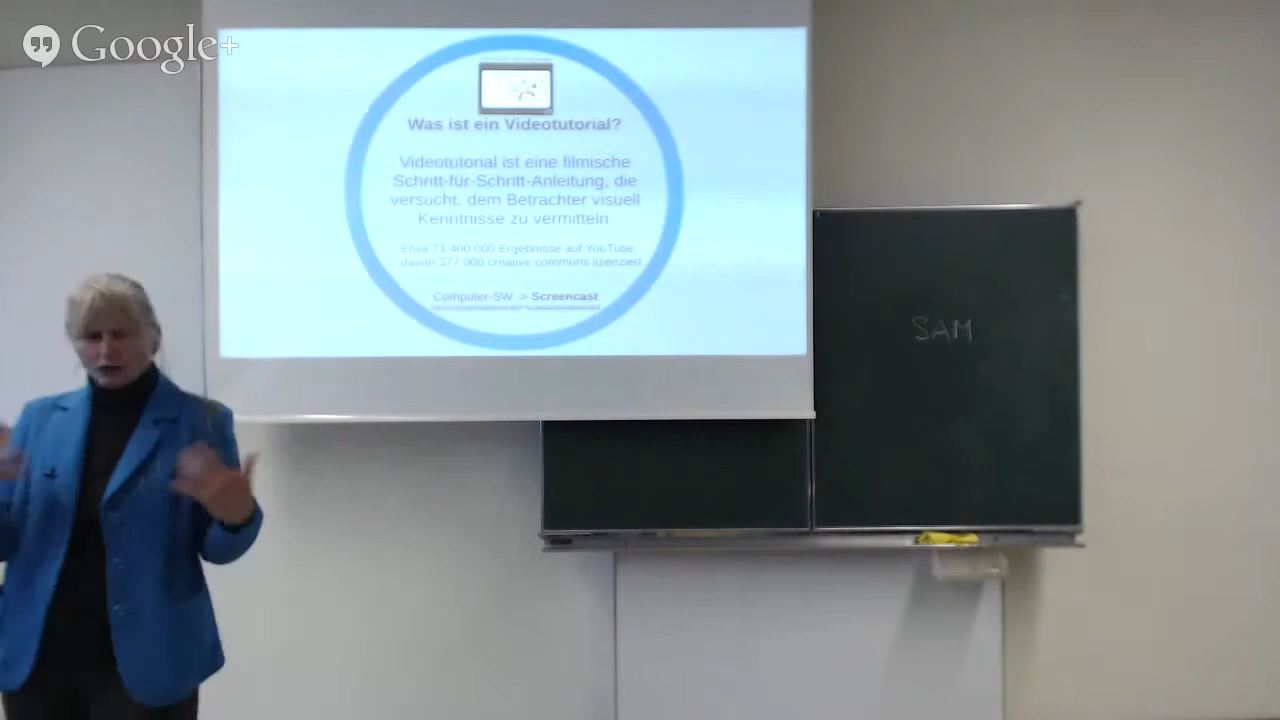 Google+
Was ist ein Videotutorial?
Videotutorial ist eine filmische
Schritt-für-Schritt-Anleitung, die
versucht, dem Betrachter visuell
Kenntnisse zu vermitteln.
Etwa 71 400 000 Ergebnisse auf YouTube,
davon 377 000 creative commons lizenziert
Computer-SW -> Screencast
SAM